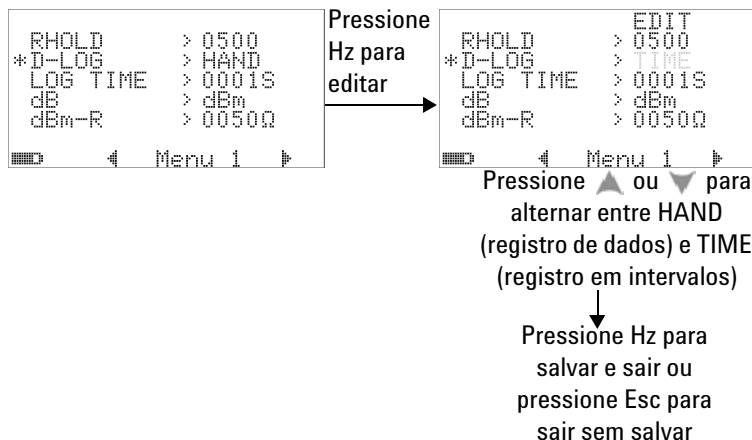 RHOLD > 0500
*D-LOG > HAND
LOG TIME > 0001S
dB > dBm
dBm-R > 0050Ω
Menu 1
Pressione
Hz para
editar
EDIT
RHOLD > 0500
*D-LOG > TIME
LOG TIME > 0001S
dB > dBm
dBm-R > 0050Ω
Menu 1
Pressione ou para
alternar entre HAND
(registro de dados) e TIME
(registro em intervalos)
Pressione Hz para
salvar e sair ou
pressione Esc para
sair sem salvar